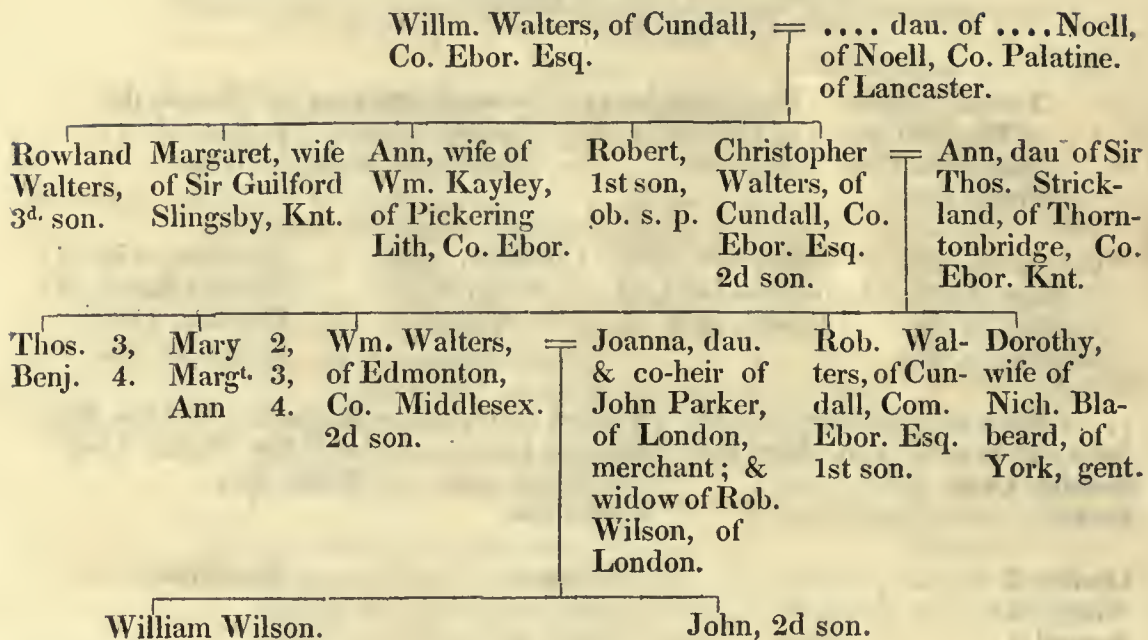 Willm. Walters, of Cundall,
Co. Ebor. Esq.
= .... dau. of .... Noell,
of Noell, Co. Palatine.
of Lancaster.
Rowland
Walters,
3d. son.
Margaret, wife
of Sir Guilford
Slingsby, Knt.
Ann, wife of
Wm. Kayley,
of Pickering
Lith, Co. Ebor.
Robert,
1st son,
ob. s. p.
Christopher
Walters, of
Cundall, Co.
Ebor. Esq.
2d son.
= Ann, dau of Sir
Thos. Strick-
land, of Thorn-
tonbridge, Co.
Ebor. Knt.
Thos. 3,
Benj. 4.
Mary 2,
Margt. 3,
Ann 4.
Wm. Walters,
of Edmonton,
Co. Middlesex.
2d son.
= Joanna, dau.
& co-heir of
John Parker,
of London,
merchant; &
widow of Rob.
Wilson, of
London.
Rob. Wal-
ters, of Cun-
dall, Com.
Ebor. Esq.
1st son.
Dorothy,
wife of
Nich. Bla-
beard, of
York, gent.
William Wilson.
John, 2d son.